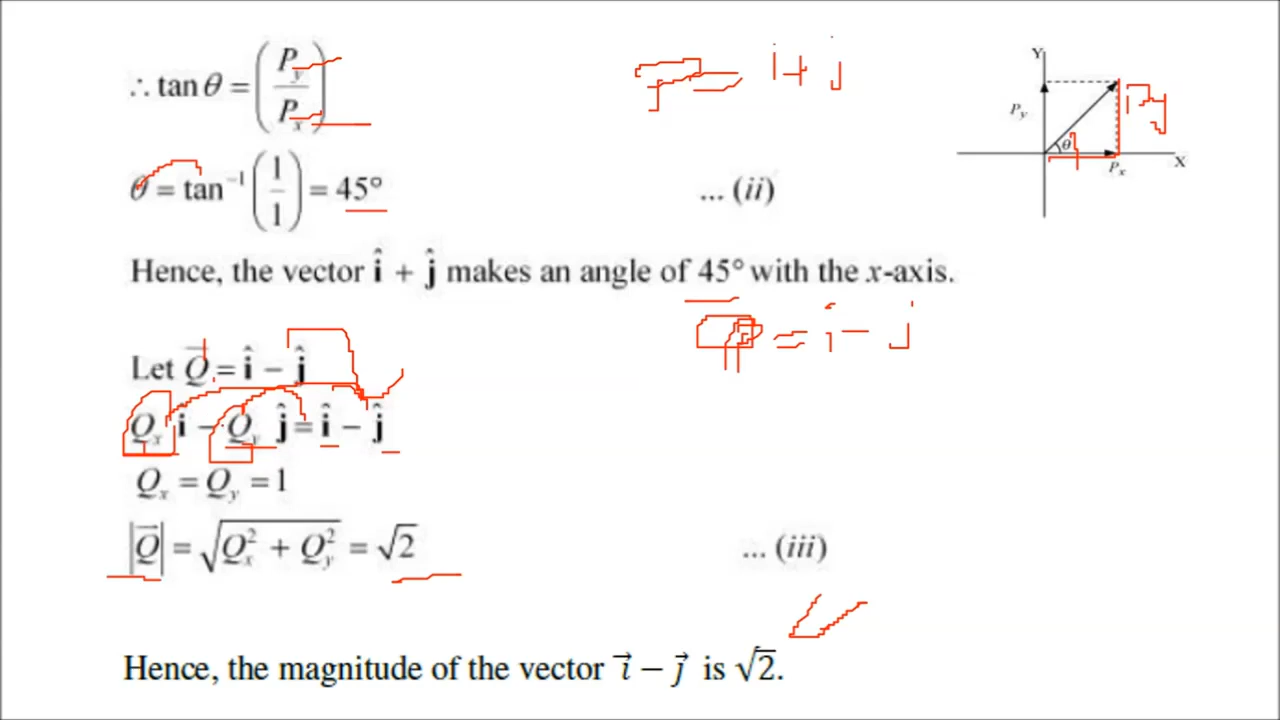 ∴ tan θ = (P_y / P_x)
P = i + j
Y
P_y
θ
P_x
X
θ = tan⁻¹ (1/1) = 45° ... (ii)
Hence, the vector î + ĵ makes an angle of 45° with the x-axis.
= i - j
Let Q⃗ = î − ĵ
Q_x î − Q_y ĵ = î − ĵ
Q_x = Q_y = 1
|Q⃗| = √(Q_x² + Q_y²) = √2 ... (iii)
Hence, the magnitude of the vector i⃗ − j⃗ is √2.